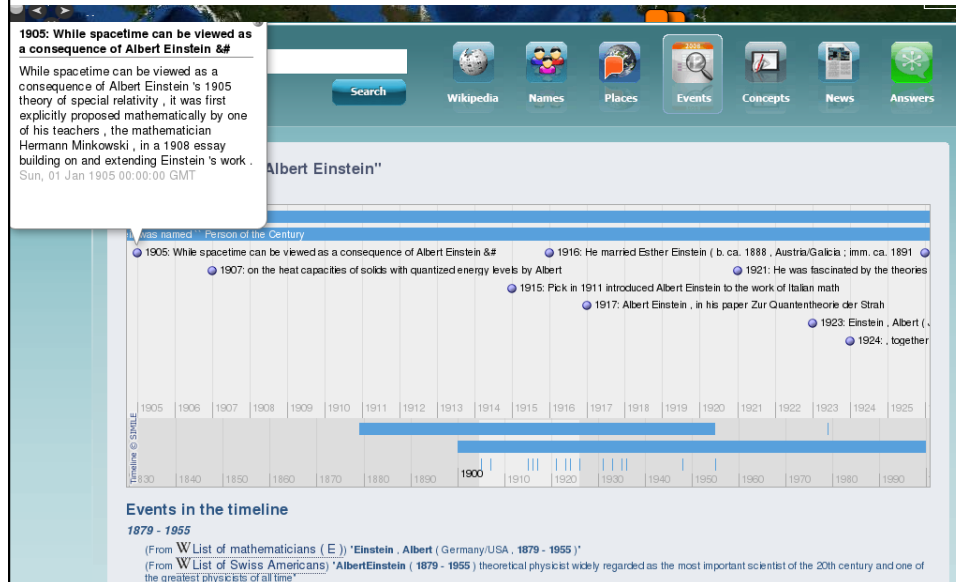 1905: While spacetime can be viewed as
a consequence of Albert Einstein &#
While spacetime can be viewed as a
consequence of Albert Einstein 's 1905
theory of special relativity , it was first
explicitly proposed mathematically by one
of his teachers , the mathematician
Hermann Minkowski , in a 1908 essay
building on and extending Einstein 's work .
Sun, 01 Jan 1905 00:00:00 GMT
Search
2006
Wikipedia Names Places Events Concepts News Answers
Albert Einstein"
was named `` Person of the Century
1905: While spacetime can be viewed as a consequence of Albert Einstein &#
1916: He married Esther Einstein ( b. ca. 1888 , Austria/Galicia ; imm. ca. 1891
1907: on the heat capacities of solids with quantized energy levels by Albert
1921: He was fascinated by the theories
1915: Pick in 1911 introduced Albert Einstein to the work of Italian math
1917: Albert Einstein , in his paper Zur Quantentheorie der Strah
1923: Einstein , Albert (
1924: , together
1905 1906 1907 1908 1909 1910 1911 1912 1913 1914 1915 1916 1917 1918 1919 1920 1921 1922 1923 1924 1925
Timeline © SIMILE
830 1840 1850 1860 1870 1880 1890 1900 1910 1920 1930 1940 1950 1960 1970 1980 1990
Events in the timeline
1879 - 1955
(From W List of mathematicians ( E )) "Einstein , Albert ( Germany/USA , 1879 - 1955 )"
(From W List of Swiss Americans) "AlbertEinstein ( 1879 - 1955 ) theoretical physicist widely regarded as the most important scientist of the 20th century and one of
the greatest physicists of all time"